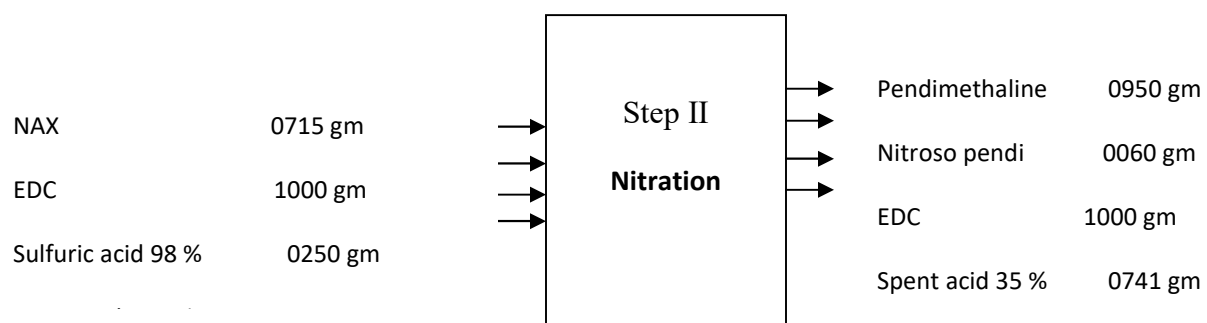 NAX 0715 gm
EDC 1000 gm
Sulfuric acid 98 % 0250 gm
Step II
Nitration
Pendimethaline 0950 gm
Nitroso pendi 0060 gm
EDC 1000 gm
Spent acid 35 % 0741 gm